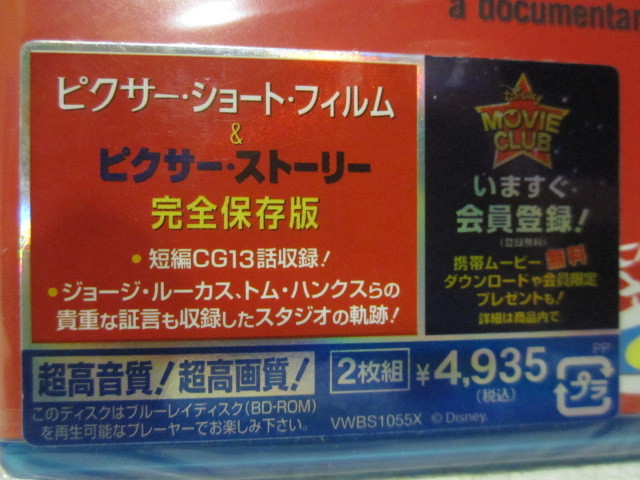 a documentar
ピクサー・ショート・フィルム
&
ピクサー・ストーリー
完全保存版
• 短編CG13話収録!
• ジョージ・ルーカス、トム・ハンクスらの
貴重な証言も収録したスタジオの軌跡!
Disney
MOVIE
CLUB
いますぐ
会員登録!
(登録無料)
携帯ムービー無料
ダウンロードや会員限定
プレゼントも!
詳細は商品内で。
超高音質!超高画質!
このディスクはブルーレイディスク(BD-ROM)
を再生可能なプレーヤーでお楽しみ下さい。
2枚組 ¥4,935
(税込)
VWBS1055X © Disney.
PP
プラ